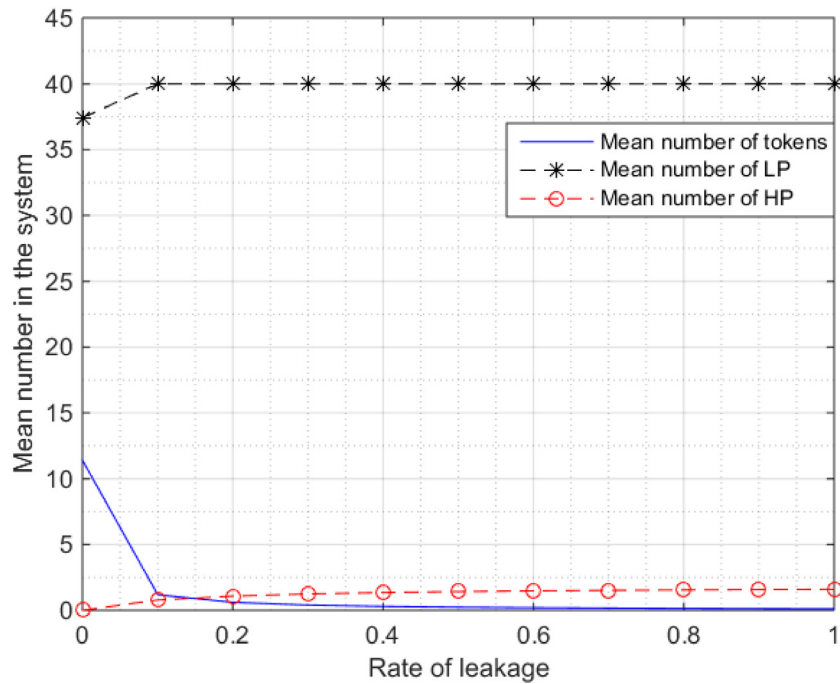 45
40
35
30
25
20
15
10
5
0
Mean number in the system
Mean number of tokens
Mean number of LP
Mean number of HP
0 0.2 0.4 0.6 0.8 1
Rate of leakage